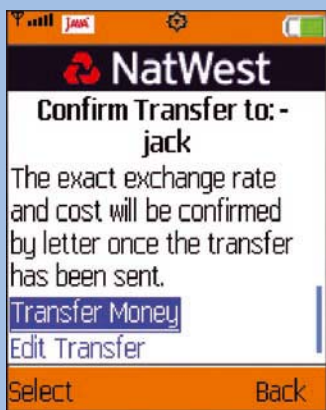 JAVA
NatWest
Confirm Transfer to: -
jack
The exact exchange rate
and cost will be confirmed
by letter once the transfer
has been sent.
Transfer Money
Edit Transfer
Select Back